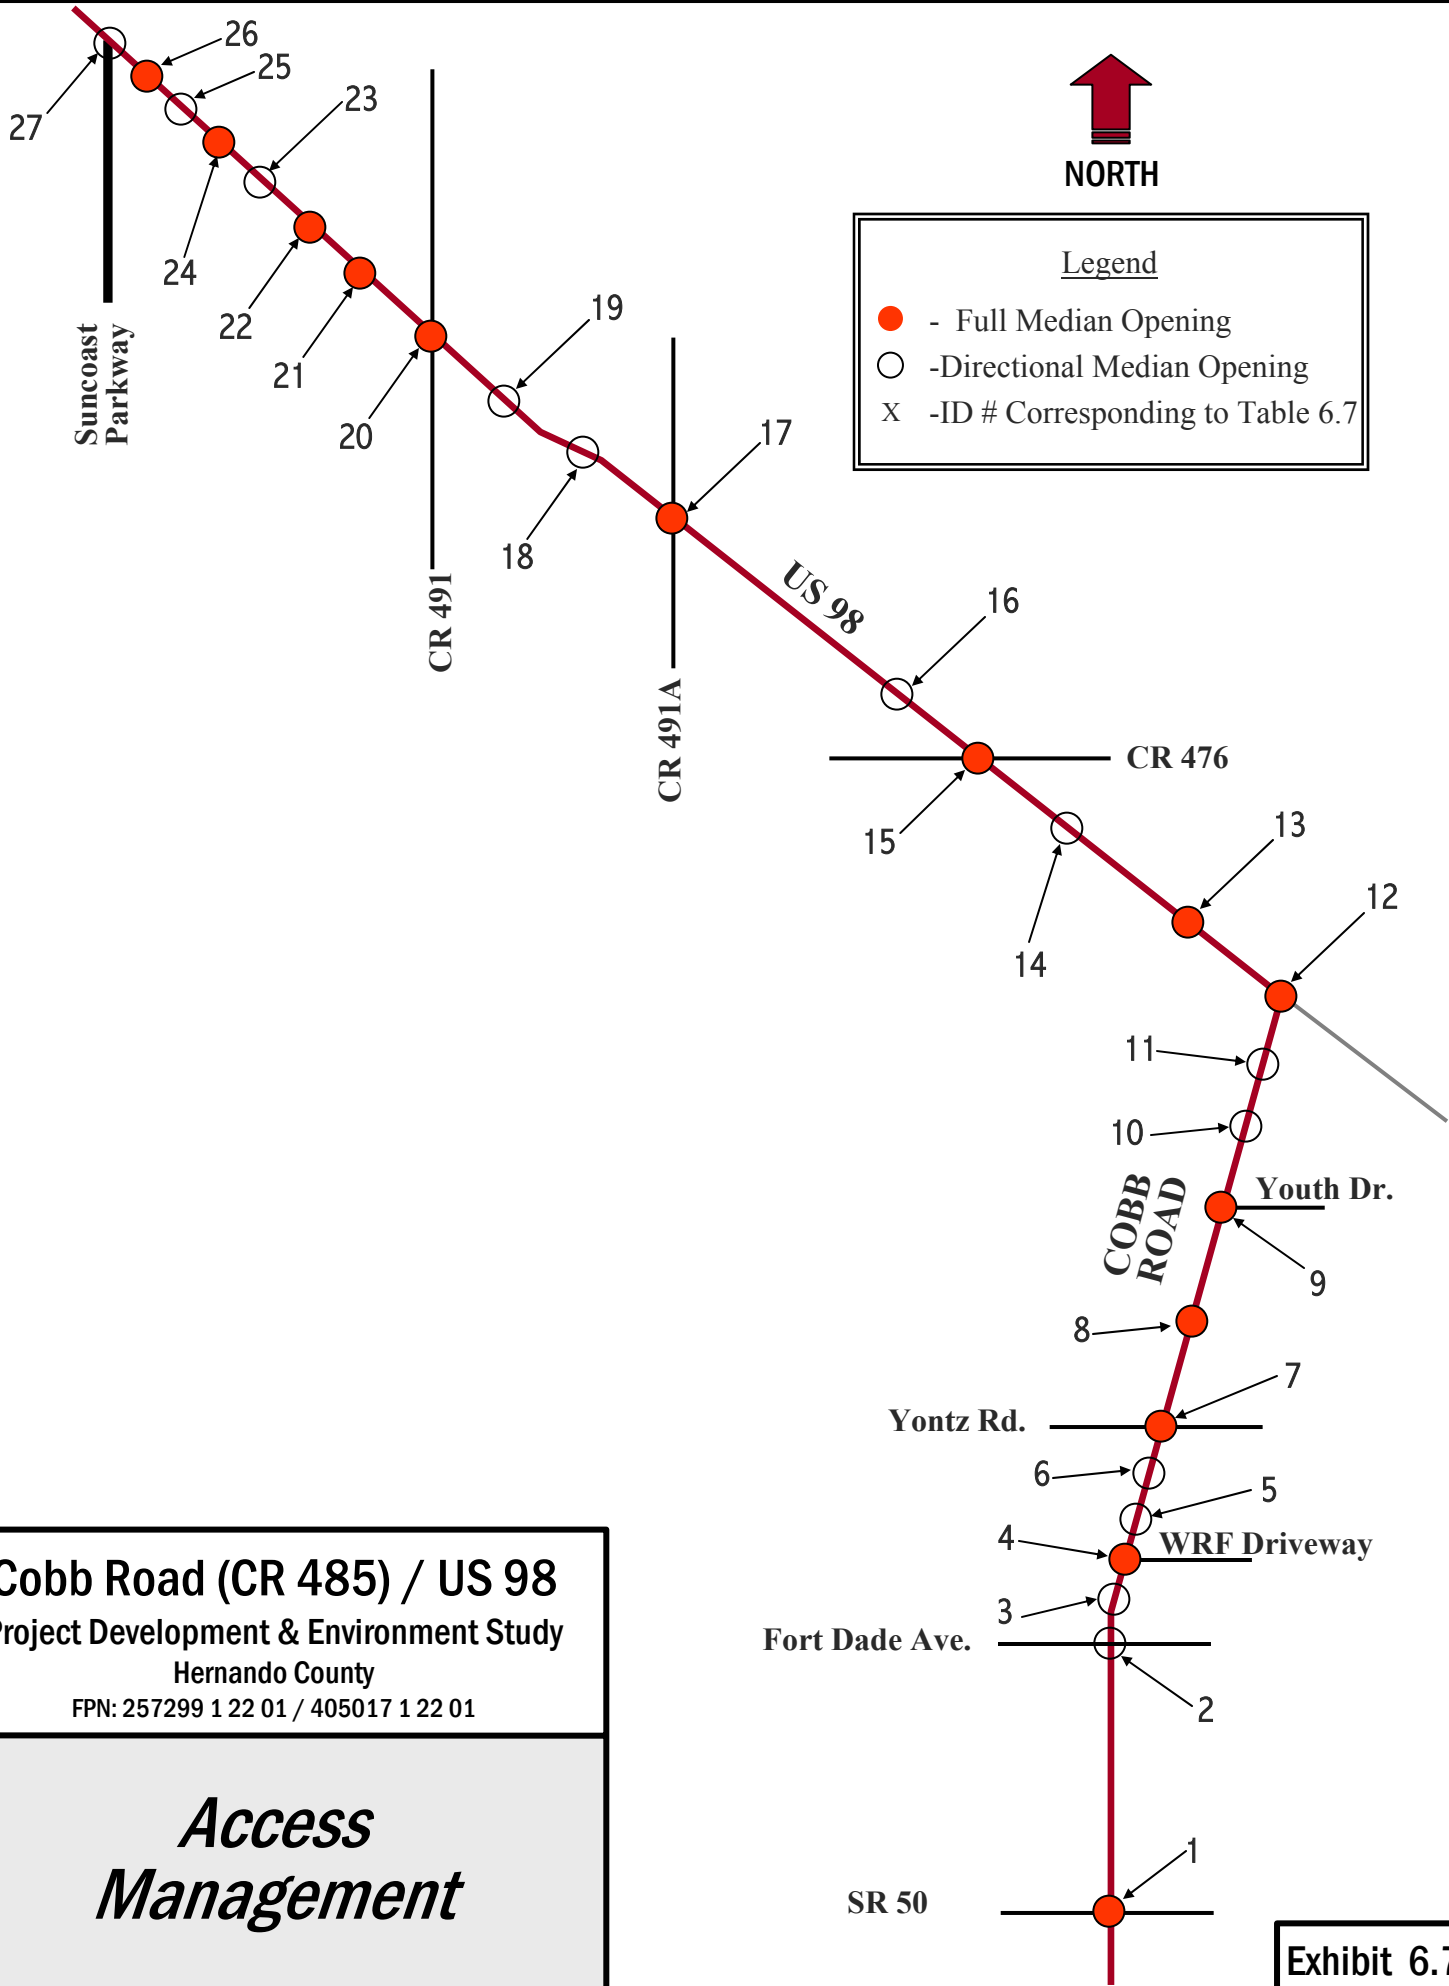 26
25
23
27
NORTH
Legend
- Full Median Opening
-Directional Median Opening
X -ID # Corresponding to Table 6.7
24
22
21
20
19
18
17
Suncoast
Parkway
CR 491
CR 491A
US 98
16
CR 476
15
14
13
12
11
10
COBB
ROAD
Youth Dr.
9
8
7
Yontz Rd.
6
5
4
WRF Driveway
3
Fort Dade Ave.
2
1
SR 50
Cobb Road (CR 485) / US 98
Project Development & Environment Study
Hernando County
FPN: 257299 1 22 01 / 405017 1 22 01
Access
Management
Exhibit 6.7